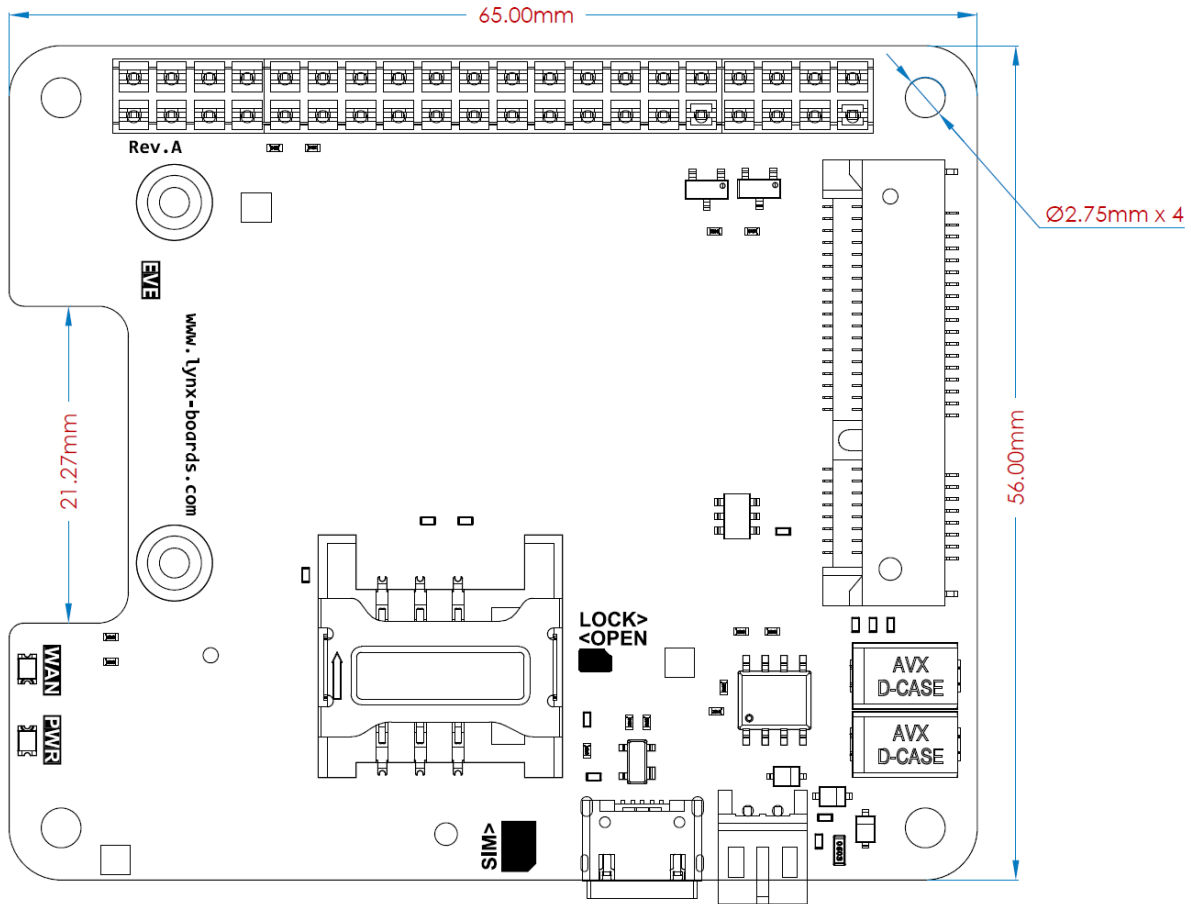 65.00mm
Rev.A
Ø2.75mm x 4
EVE
www.lynx-boards.com
21.27mm
56.00mm
LOCK>
<OPEN
WAN
PWR
AVX
D-CASE
AVX
D-CASE
SIM>
0603